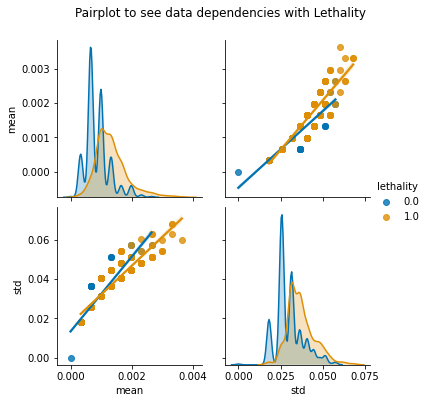 Pairplot to see data dependencies with Lethality
0.003
0.002
0.001
0.000
mean
lethality
0.0
1.0
0.06
0.04
0.02
0.00
std
0.000 0.002 0.004
mean
0.000 0.025 0.050 0.075
std